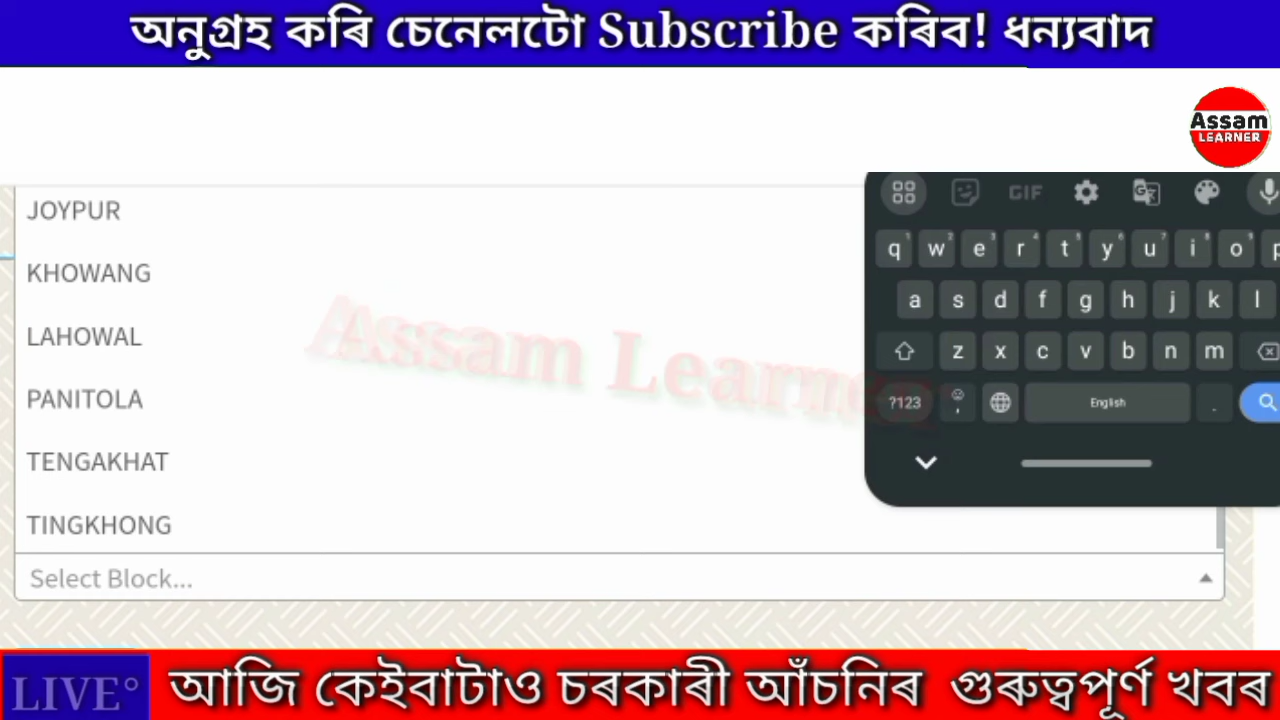 অনুগ্ৰহ কৰি চেনেলটো Subscribe কৰিব! ধন্যবাদ
Assam
LEARNER
JOYPUR
KHOWANG
LAHOWAL
PANITOLA
TENGAKHAT
TINGKHONG
Select Block...
Assam Learner
GIF
q w e r t y u i o p
a s d f g h j k l
z x c v b n m
?123 , English .
LIVE° আজি কেইবাটাও চৰকাৰী আঁচনিৰ গুৰুত্বপূৰ্ণ খবৰ